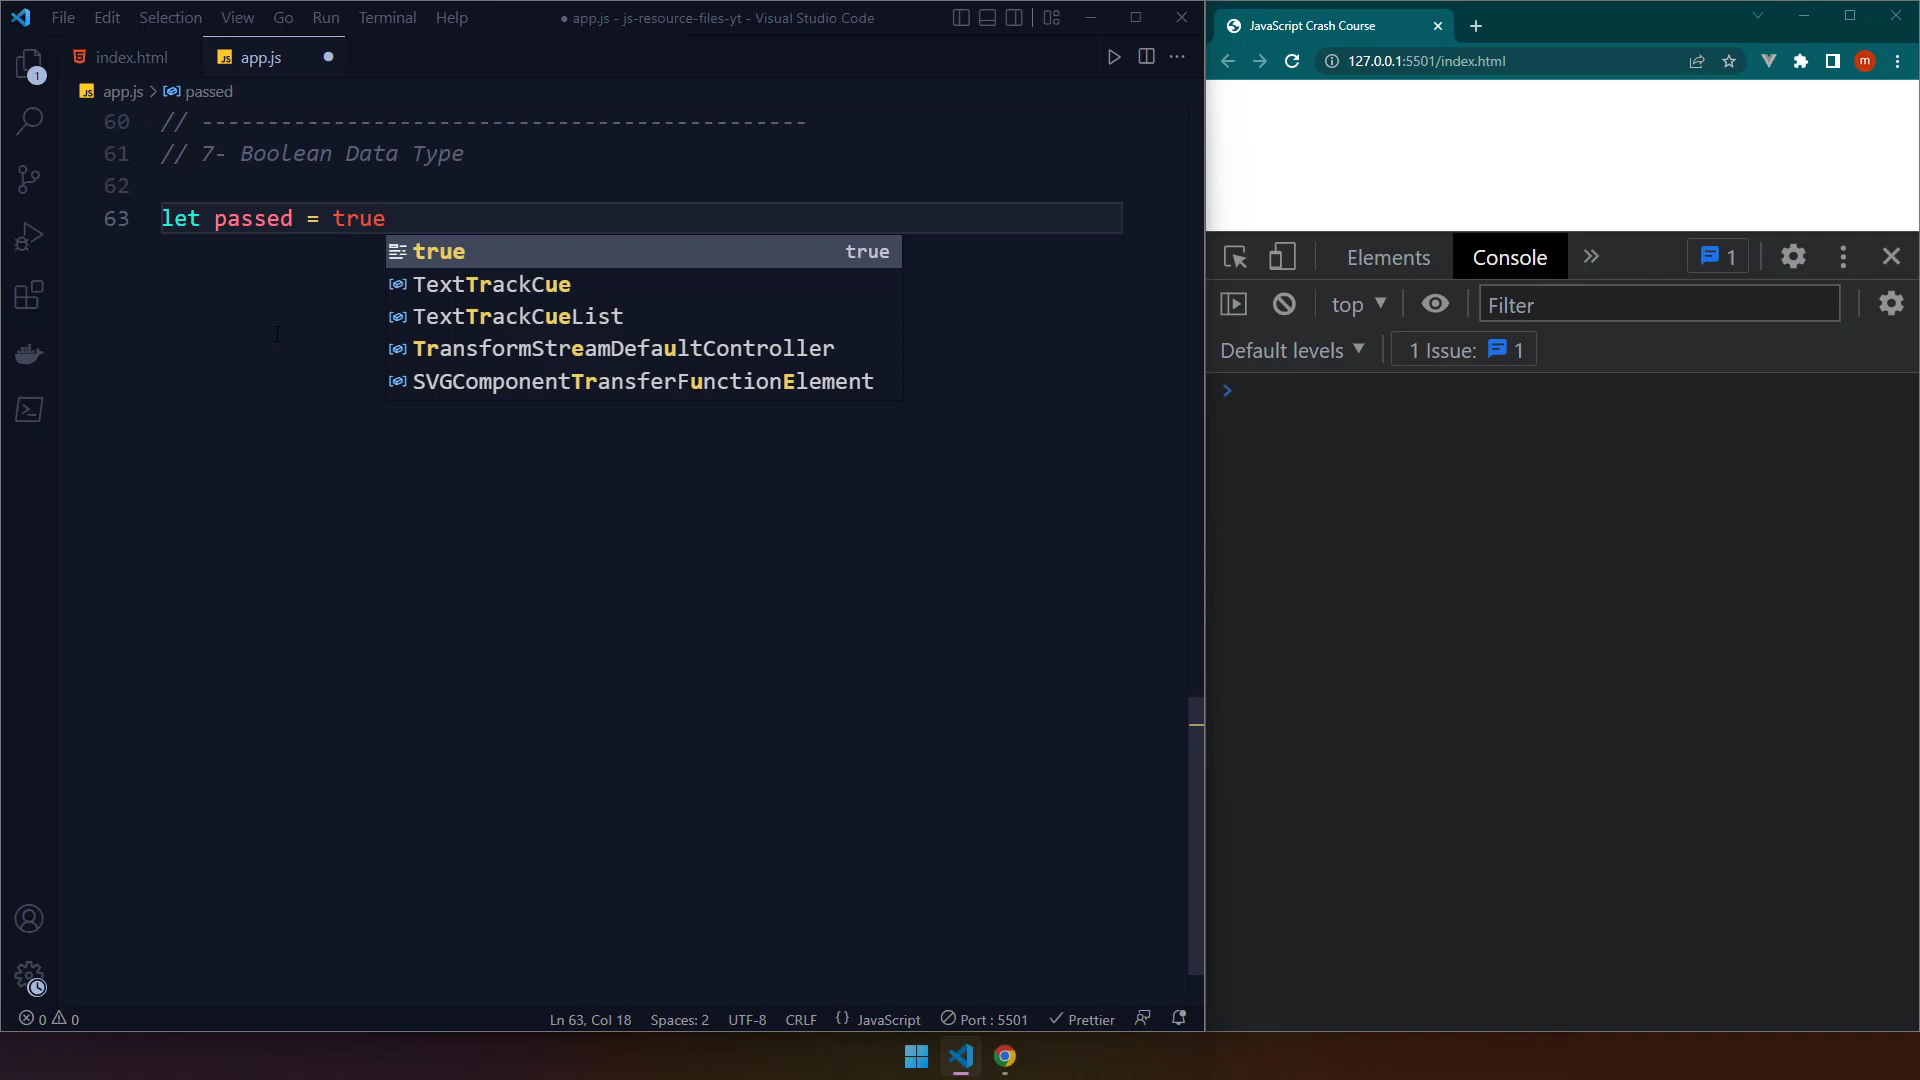 File Edit Selection View Go Run Terminal Help
● app.js - js-resource-files-yt - Visual Studio Code
index.html
JS app.js
1
JS app.js > passed
60 // ----------------------------------------------
61 // 7- Boolean Data Type
62
63 let passed = true
true true
TextTrackCue
TextTrackCueList
TransformStreamDefaultController
SVGComponentTransferFunctionElement
0 0
Ln 63, Col 18 Spaces: 2 UTF-8 CRLF {} JavaScript Port : 5501 Prettier
JavaScript Crash Course
127.0.0.1:5501/index.html
m
Elements Console 1
top Filter
Default levels 1 Issue: 1